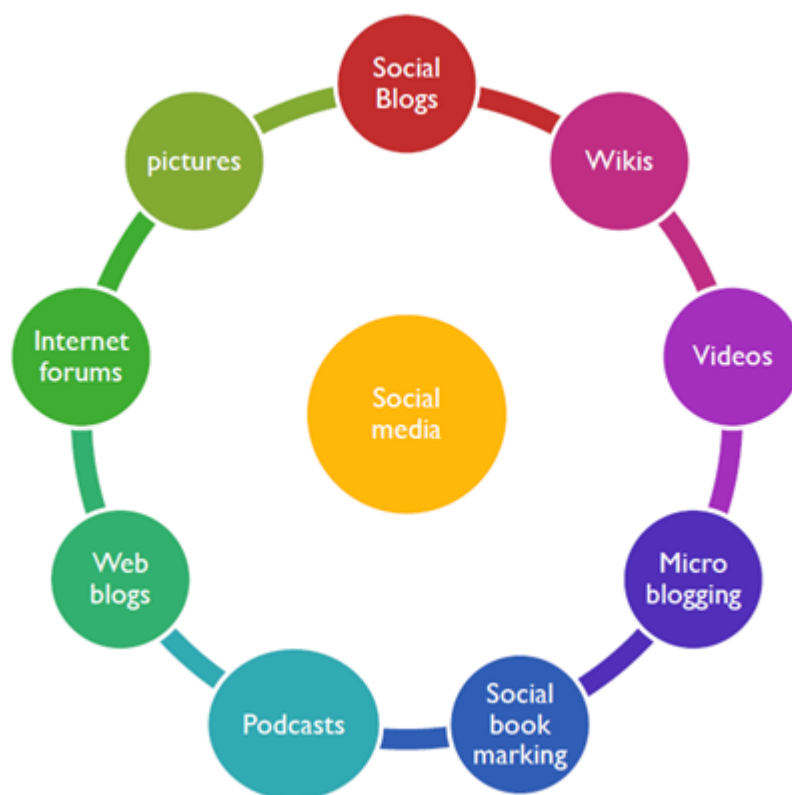 Social
Blogs
Wikis
Videos
Micro
blogging
Social
book
marking
Podcasts
Web
blogs
Internet
forums
pictures
Social
media